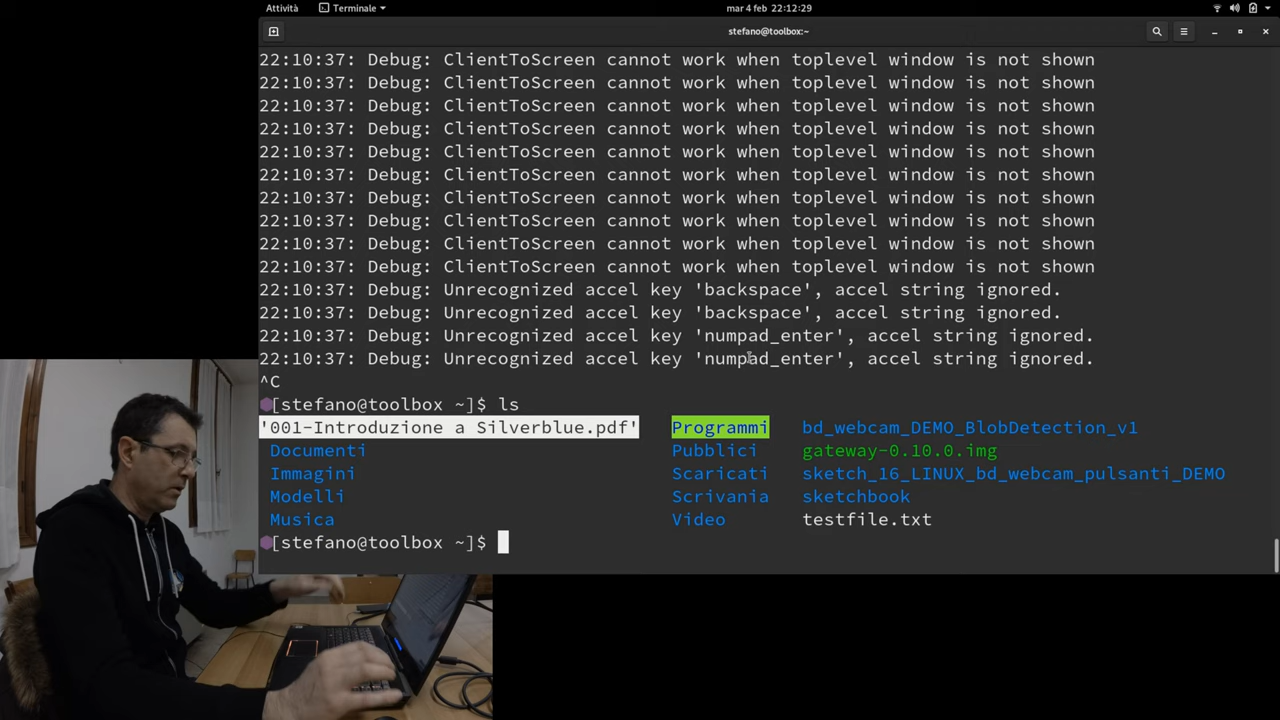 Attività Terminale mar 4 feb 22:12:29
stefano@toolbox:~
22:10:37: Debug: ClientToScreen cannot work when toplevel window is not shown
22:10:37: Debug: ClientToScreen cannot work when toplevel window is not shown
22:10:37: Debug: ClientToScreen cannot work when toplevel window is not shown
22:10:37: Debug: ClientToScreen cannot work when toplevel window is not shown
22:10:37: Debug: ClientToScreen cannot work when toplevel window is not shown
22:10:37: Debug: ClientToScreen cannot work when toplevel window is not shown
22:10:37: Debug: ClientToScreen cannot work when toplevel window is not shown
22:10:37: Debug: ClientToScreen cannot work when toplevel window is not shown
22:10:37: Debug: ClientToScreen cannot work when toplevel window is not shown
22:10:37: Debug: ClientToScreen cannot work when toplevel window is not shown
22:10:37: Debug: Unrecognized accel key 'backspace', accel string ignored.
22:10:37: Debug: Unrecognized accel key 'backspace', accel string ignored.
22:10:37: Debug: Unrecognized accel key 'numpad_enter', accel string ignored.
22:10:37: Debug: Unrecognized accel key 'numpad_enter', accel string ignored.
^C
[stefano@toolbox ~]$ ls
'001-Introduzione a Silverblue.pdf' Programmi bd_webcam_DEMO_BlobDetection_v1
Documenti Pubblici gateway-0.10.0.img
Immagini Scaricati sketch_16_LINUX_bd_webcam_pulsanti_DEMO
Modelli Scrivania sketchbook
Musica Video testfile.txt
[stefano@toolbox ~]$